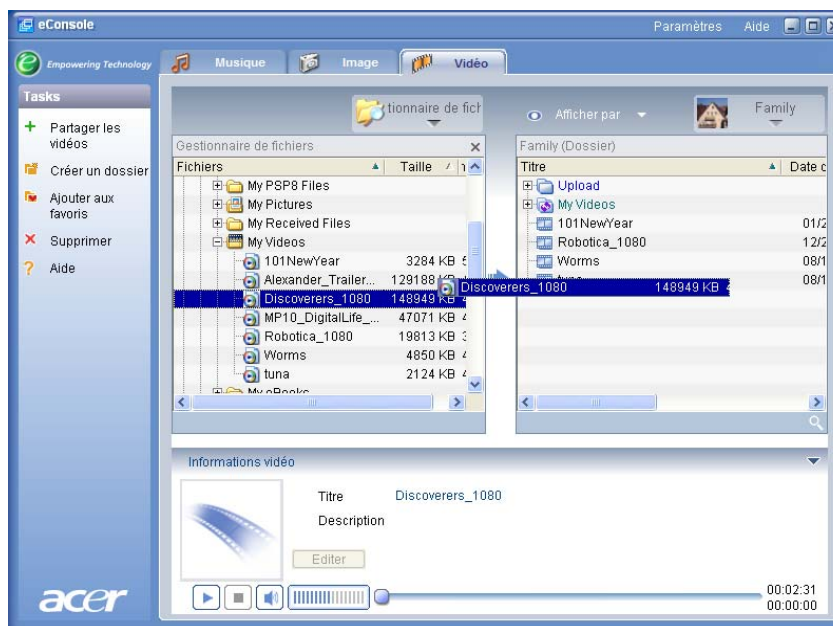 eConsole
Paramètres Aide
Empowering Technology
Musique Image Vidéo
Tasks
Partager les vidéos
Créer un dossier
Ajouter aux favoris
Supprimer
Aide
tionnaire de fich
Gestionnaire de fichiers
Fichiers Taille
My PSP8 Files
My Pictures
My Received Files
My Videos
101NewYear 3284 KB
Alexander_Trailer... 129188
Discoverers_1080 148949 KB
MP10_DigitalLife_... 47071 KB
Robotica_1080 19813 KB
Worms 4850 KB
tuna 2124 KB
My eBooks
Afficher par Family
Family (Dossier)
Titre Date c
Upload
My Videos
101NewYear 01/2
Robotica_1080 12/2
Worms 08/1
tuna 08/1
Discoverers_1080 148949 KB
Informations vidéo
Titre Discoverers_1080
Description
Editer
00:02:31
00:00:00
acer